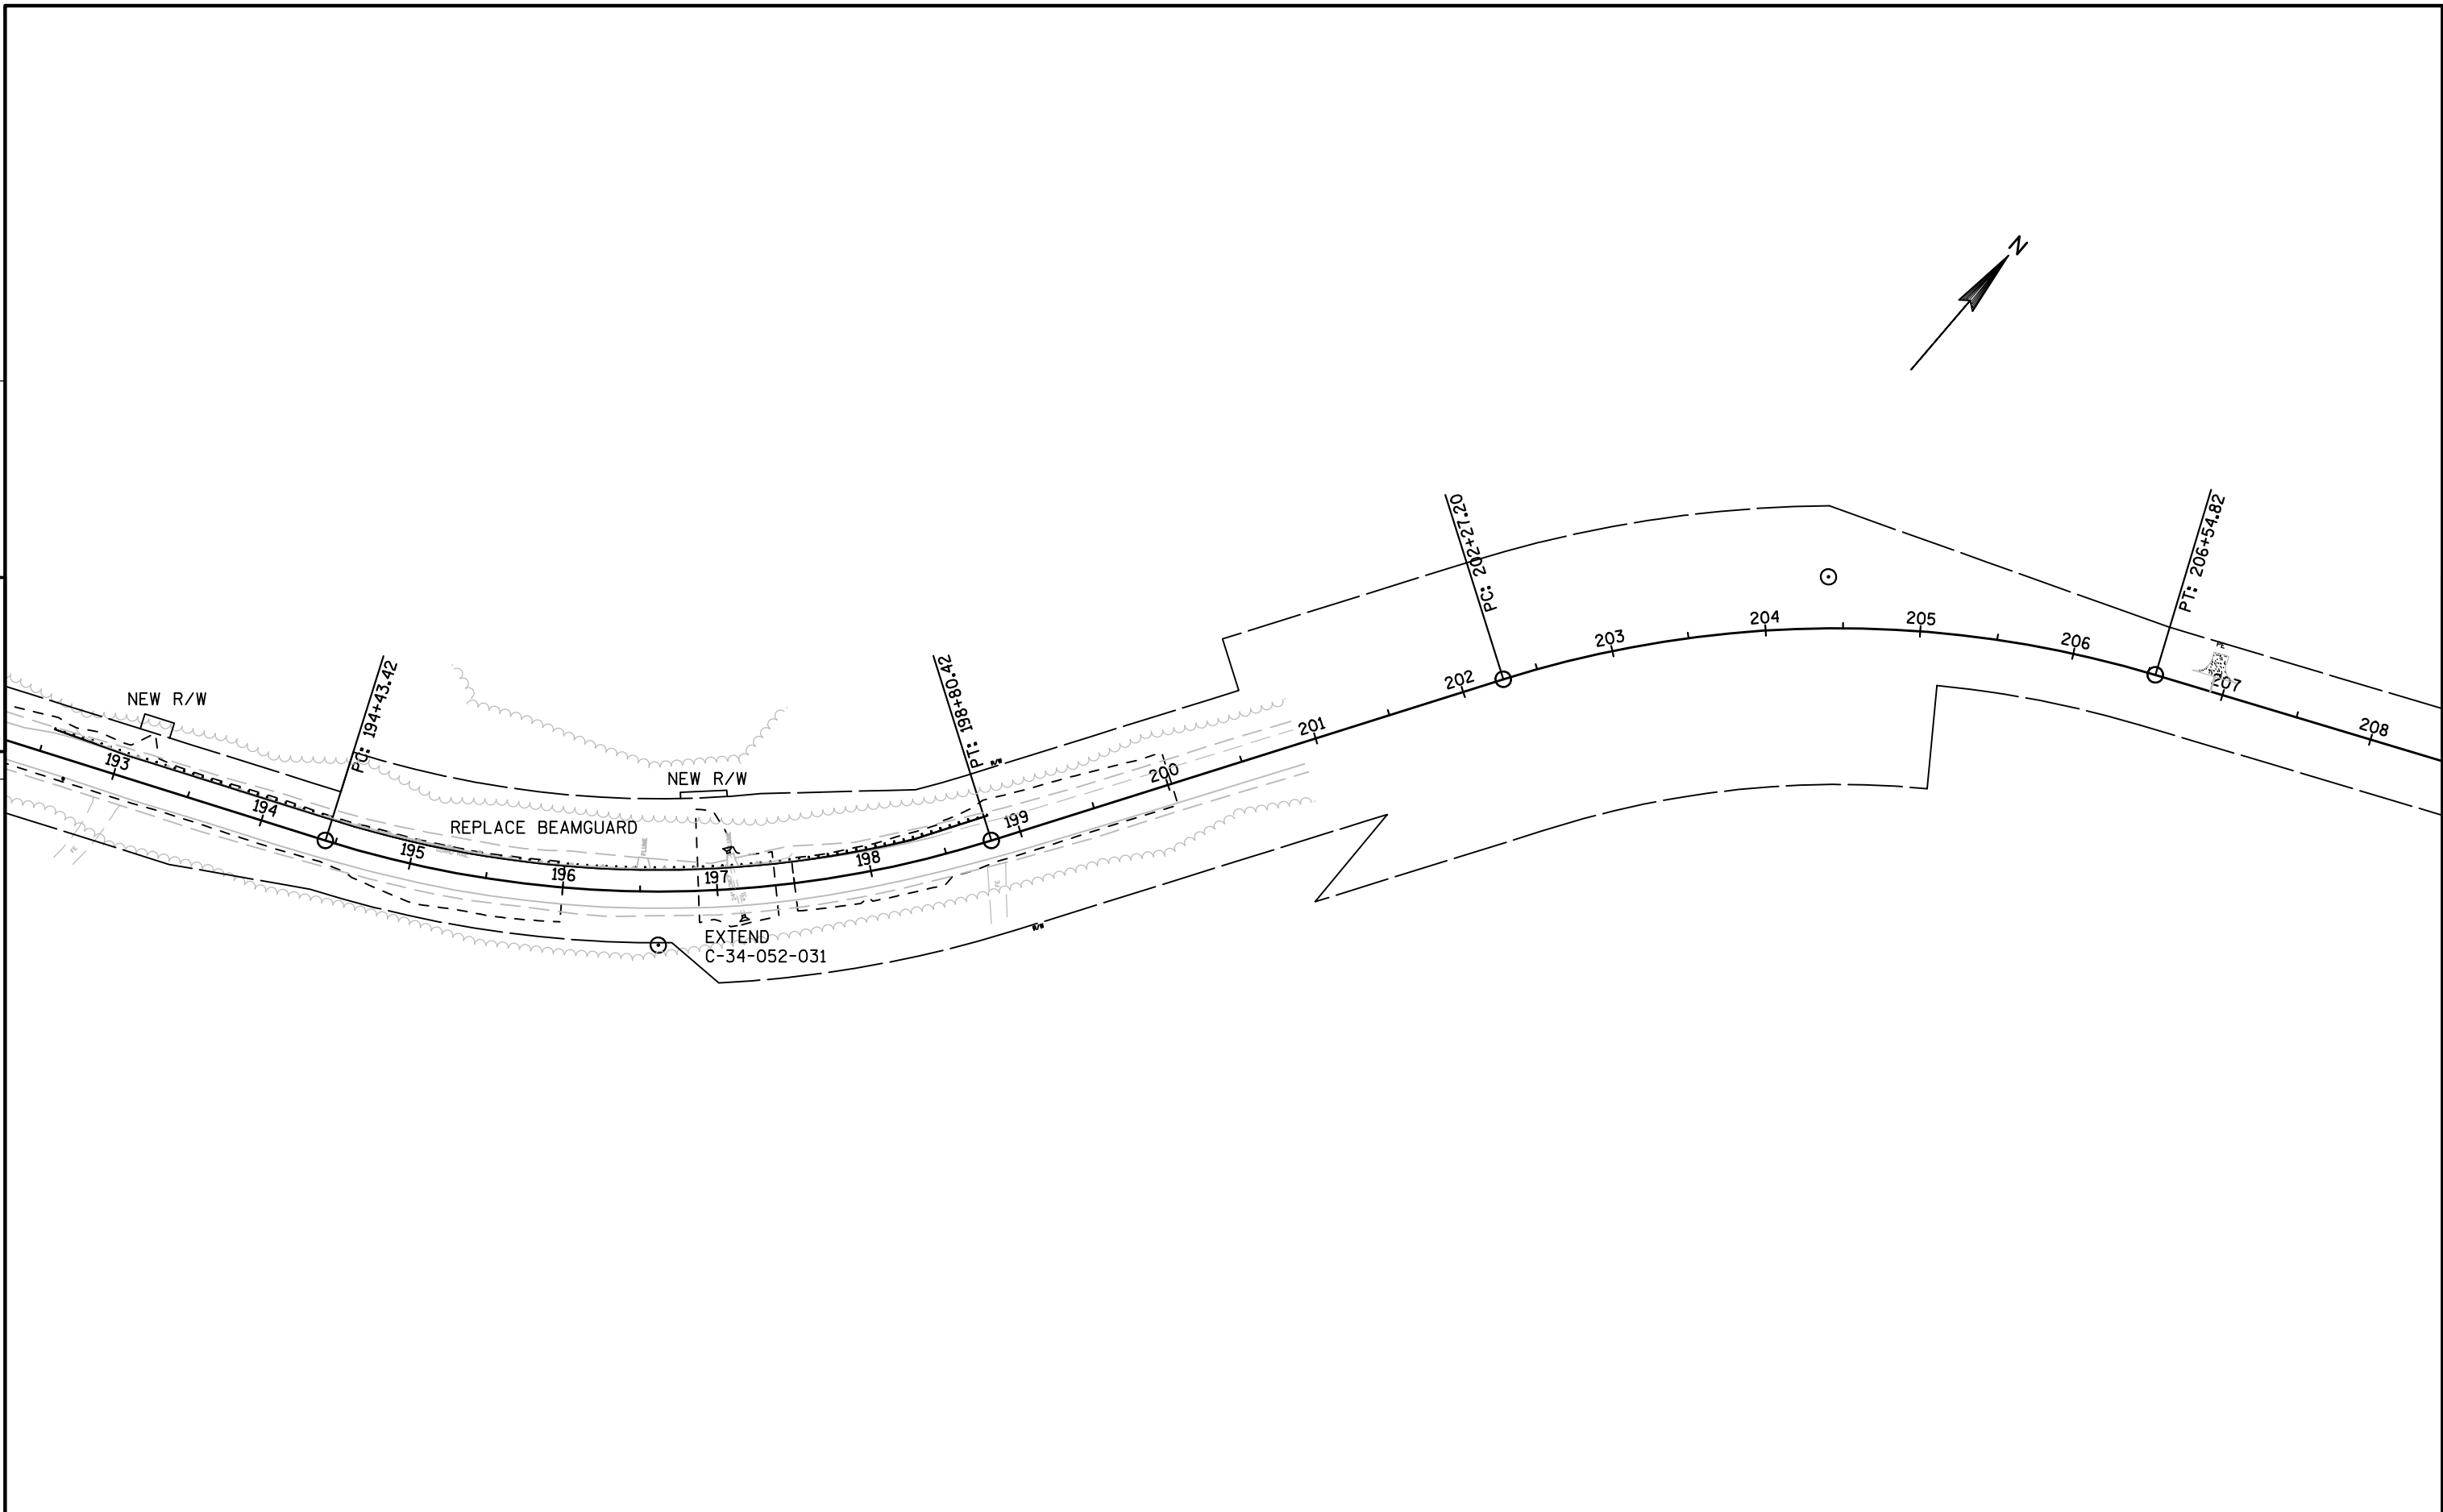 N
PC: 202+27.20
PT: 206+54.82
204
205
203
206
PE
207
202
208
201
PC: 194+43.42
PT: 198+80.42
R/W
NEW R/W
193
NEW R/W
200
194
199
REPLACE BEAMGUARD
195
198
196
197
EXTEND
C-34-052-031
R/W